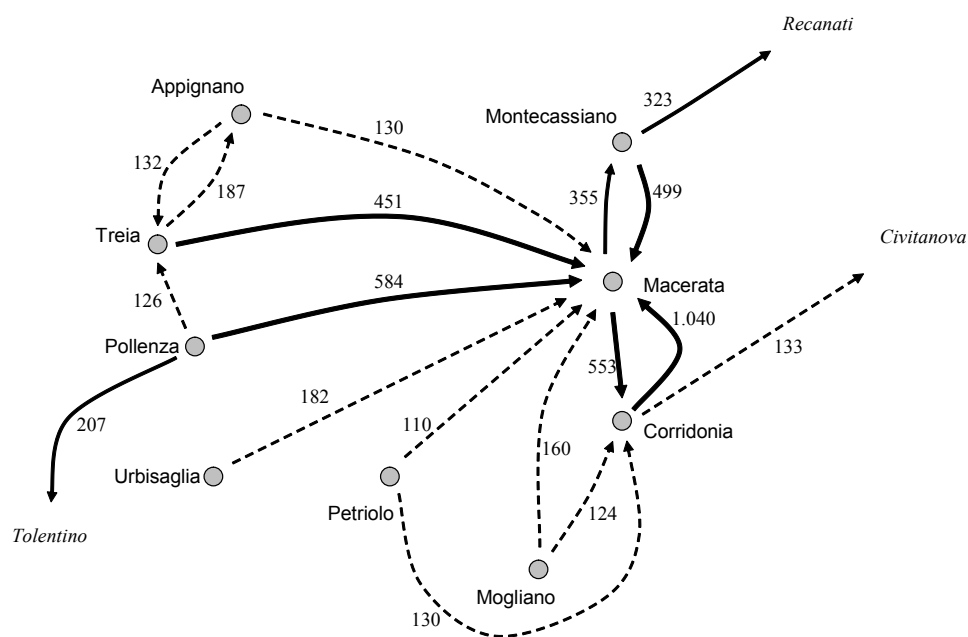 Recanati
Appignano
323
Montecassiano
130
132
187
355
499
451
Treia
Civitanova
126
584
Macerata
1.040
Pollenza
553
133
182
207
110
Corridonia
160
Urbisaglia
Petriolo
124
Tolentino
Mogliano
130